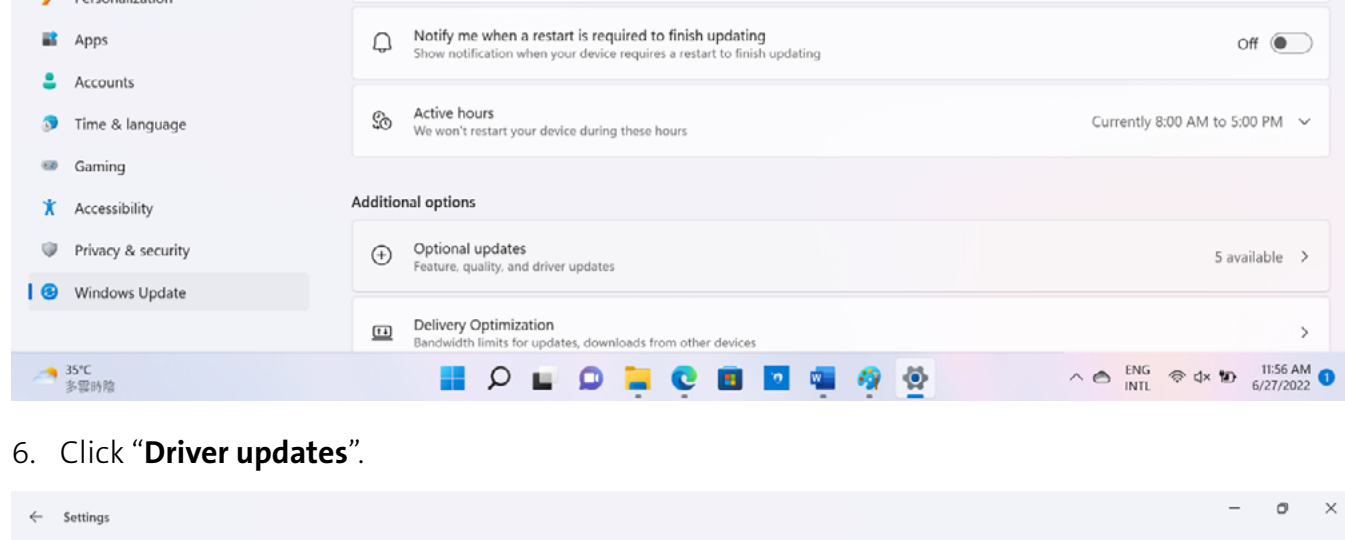 Personalization
Apps
Accounts
Time & language
Gaming
Accessibility
Privacy & security
Windows Update
Notify me when a restart is required to finish updating
Show notification when your device requires a restart to finish updating
Off
Active hours
We won't restart your device during these hours
Currently 8:00 AM to 5:00 PM
Additional options
Optional updates
Feature, quality, and driver updates
5 available
Delivery Optimization
Bandwidth limits for updates, downloads from other devices
35°C
多雲時陰
ENG
INTL
11:56 AM
6/27/2022
1
6. Click “Driver updates”.
Settings